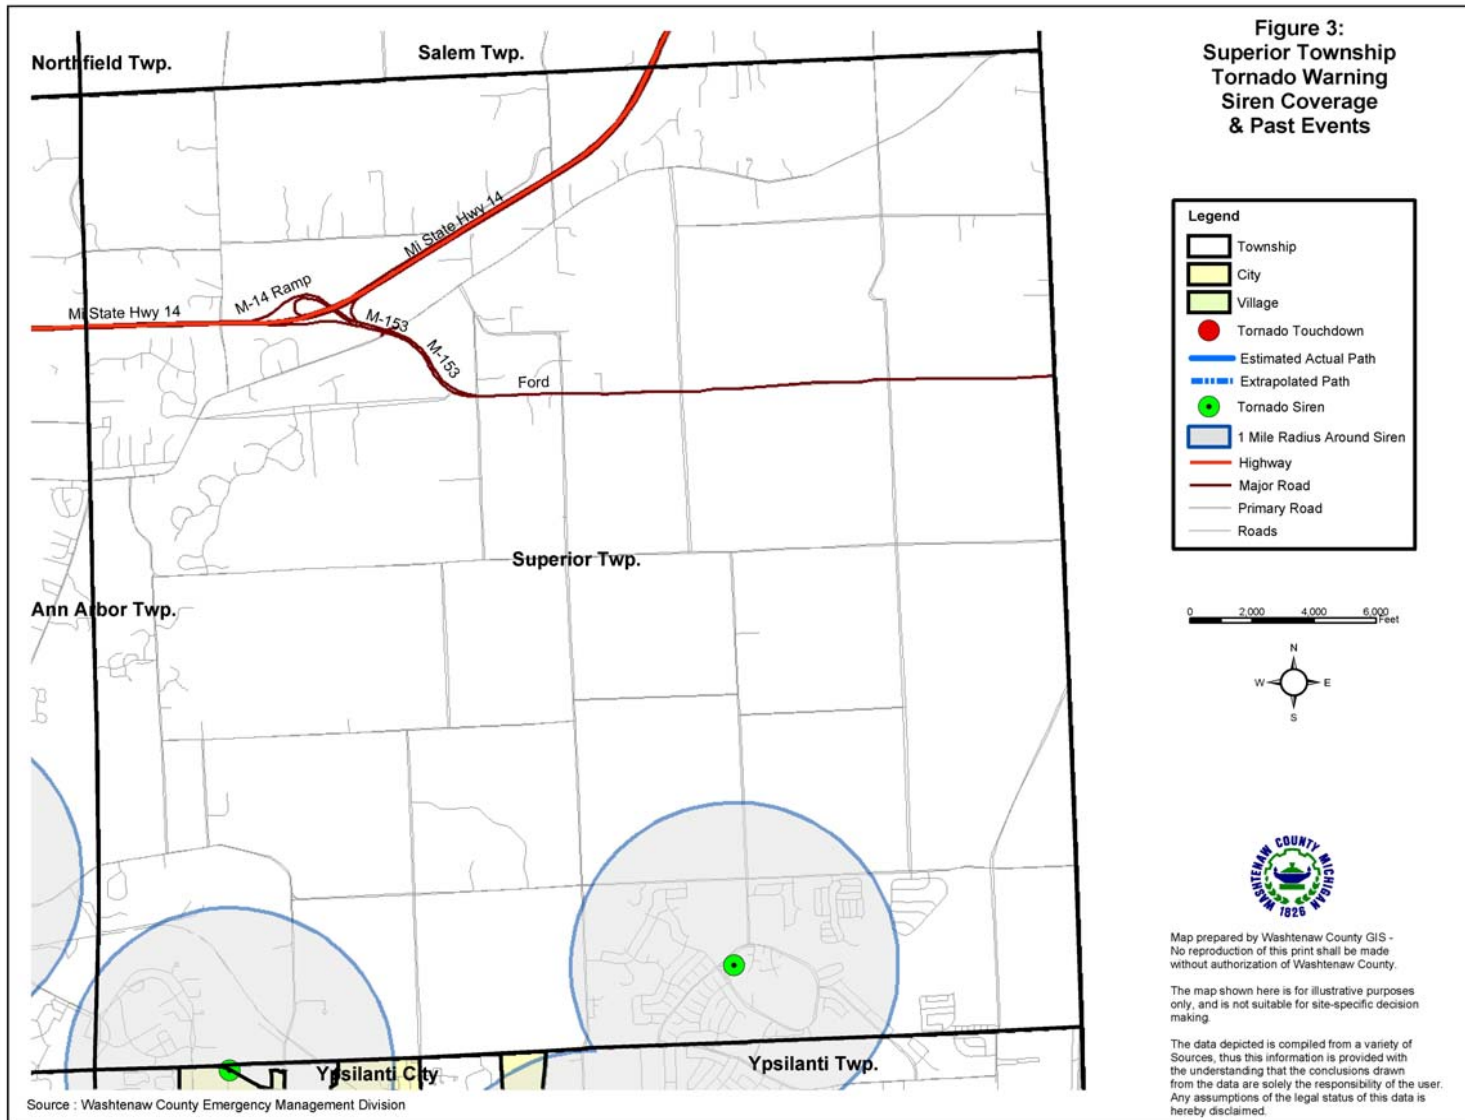 Figure 3:
Superior Township
Tornado Warning
Siren Coverage
& Past Events
Northfield Twp.
Salem Twp.
Mi State Hwy 14
M-14 Ramp
Mi State Hwy 14
M-153
M-153
Ford
Superior Twp.
Ann Arbor Twp.
Ypsilanti City
Ypsilanti Twp.
Source : Washtenaw County Emergency Management Division
Legend
Township
City
Village
Tornado Touchdown
Estimated Actual Path
Extrapolated Path
Tornado Siren
1 Mile Radius Around Siren
Highway
Major Road
Primary Road
Roads
0 2,000 4,000 6,000
Feet
N
W E
S
WASHTENAW COUNTY MICHIGAN
1826
Map prepared by Washtenaw County GIS -
No reproduction of this print shall be made
without authorization of Washtenaw County.
The map shown here is for illustrative purposes
only, and is not suitable for site-specific decision
making.
The data depicted is compiled from a variety of
Sources, thus this information is provided with
the understanding that the conclusions drawn
from the data are solely the responsibility of the user.
Any assumptions of the legal status of this data is
hereby disclaimed.